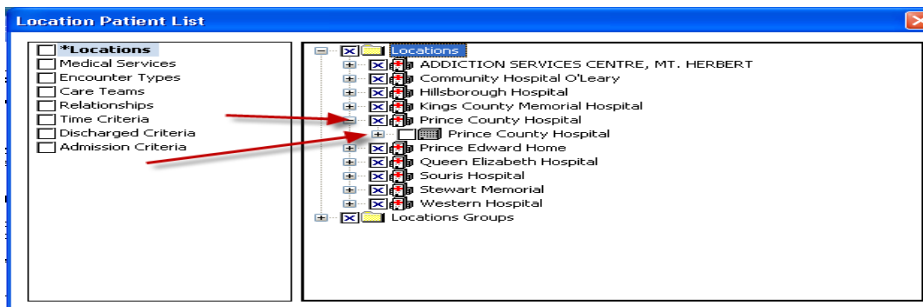 Location Patient List
*Locations
Medical Services
Encounter Types
Care Teams
Relationships
Time Criteria
Discharged Criteria
Admission Criteria
Locations
ADDICTION SERVICES CENTRE, MT. HERBERT
Community Hospital O'Leary
Hillsborough Hospital
Kings County Memorial Hospital
Prince County Hospital
Prince County Hospital
Prince Edward Home
Queen Elizabeth Hospital
Souris Hospital
Stewart Memorial
Western Hospital
Locations Groups